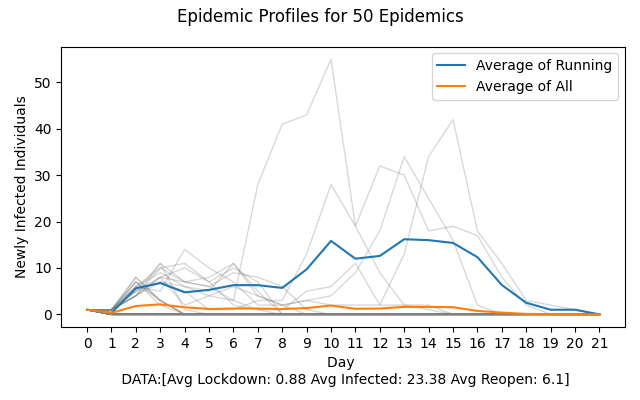 Epidemic Profiles for 50 Epidemics
Average of Running
Average of All
Newly Infected Individuals
50
40
30
20
10
0
0 1 2 3 4 5 6 7 8 9 10 11 12 13 14 15 16 17 18 19 20 21
Day
DATA:[Avg Lockdown: 0.88 Avg Infected: 23.38 Avg Reopen: 6.1]